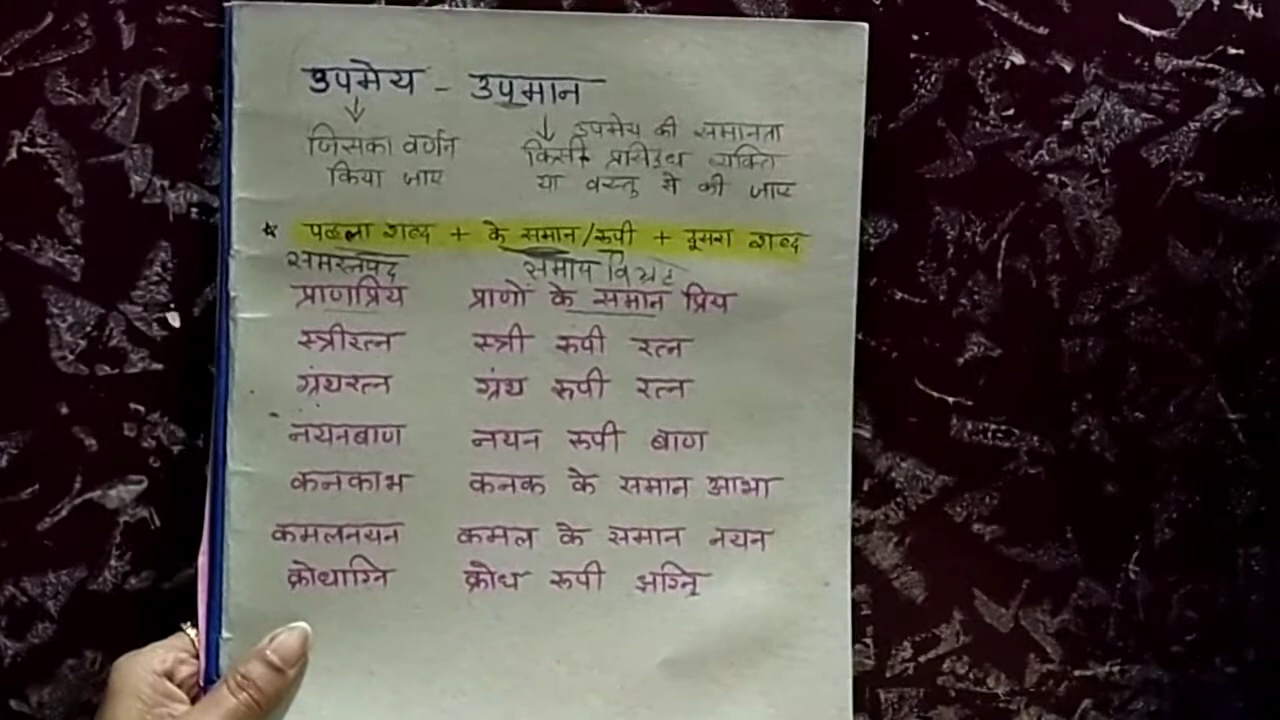 उपमेय - उपमान
↓ ↓
जिसका वर्णन किया जाए
उपमेय की समानता किसी प्रसिद्ध व्यक्ति या वस्तु से की जाए
* पहला शब्द + के समान/रूपी + दूसरा शब्द
समस्तपद समास विग्रह
प्राणप्रिय प्राणों के समान प्रिय
स्त्रीरत्न स्त्री रूपी रत्न
ग्रंथरत्न ग्रंथ रूपी रत्न
नयनबाण नयन रूपी बाण
कनकाभ कनक के समान आभा
कमलनयन कमल के समान नयन
क्रोधाग्नि क्रोध रूपी अग्नि